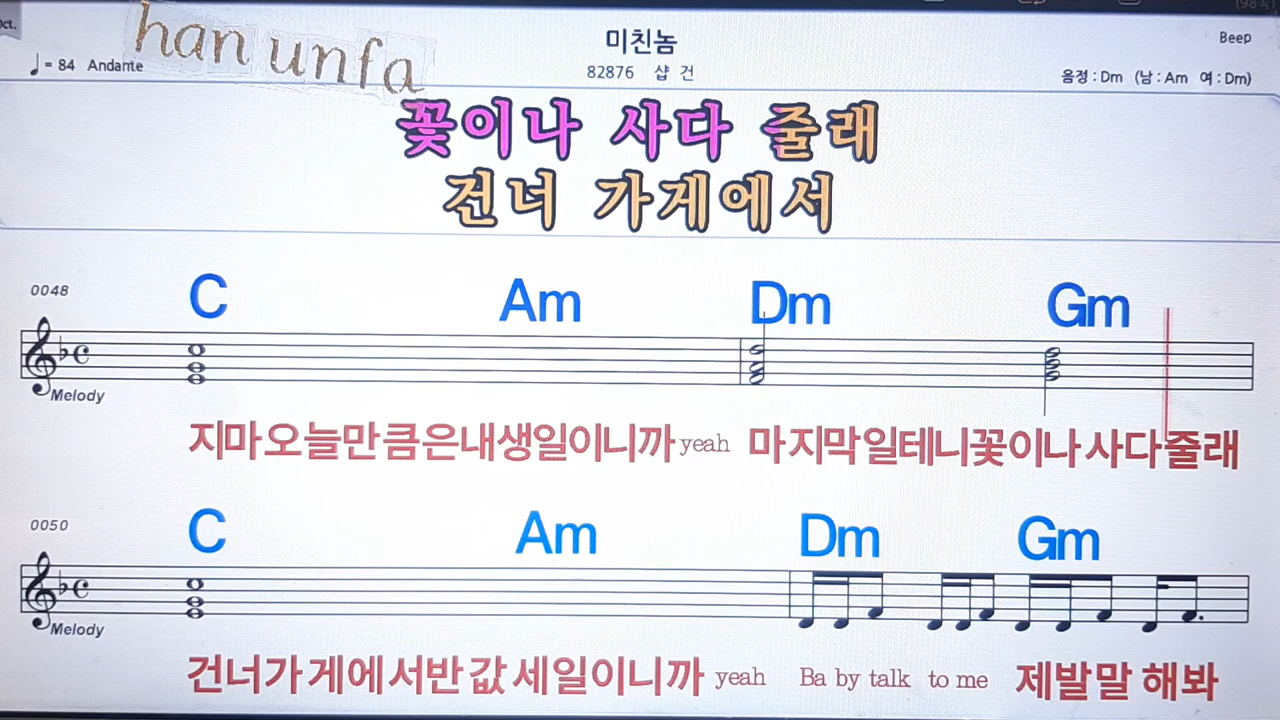 Oct.
han unfa
미친놈
Beep
♩= 84 Andante
82876 샵 건
음정 : Dm (남 : Am 여 : Dm)
꽃이나 사다 줄래
건너 가게에서
0048
C Am Dm Gm
Melody
지마오늘만큼은내생일이니까 yeah 마지막일테니꽃이나사다줄래
0050
C Am Dm Gm
Melody
건너가게에서반값세일이니까 yeah Ba by talk to me 제발말해봐